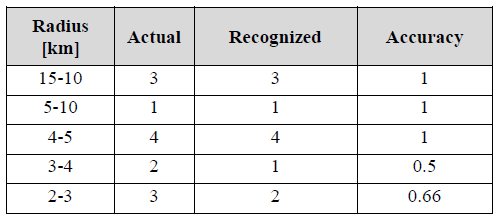 Radius [km] Actual Recognized Accuracy
15-10 3 3 1
5-10 1 1 1
4-5 4 4 1
3-4 2 1 0.5
2-3 3 2 0.66